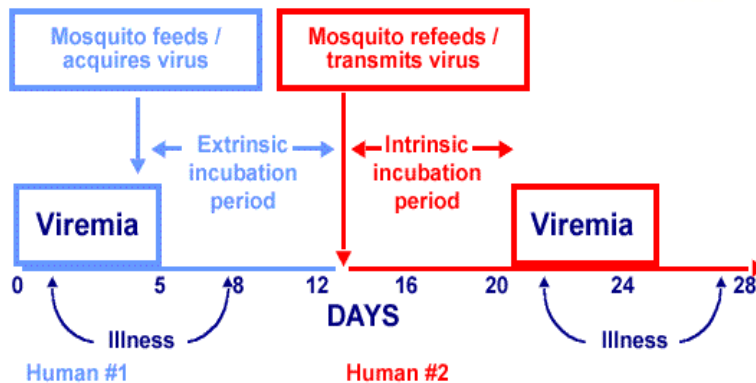 Mosquito feeds /
acquires virus
Mosquito refeeds /
transmits virus
Extrinsic
incubation
period
Intrinsic
incubation
period
Viremia
Viremia
0 5 8 12 16 20 24 28
DAYS
Illness
Illness
Human #1
Human #2